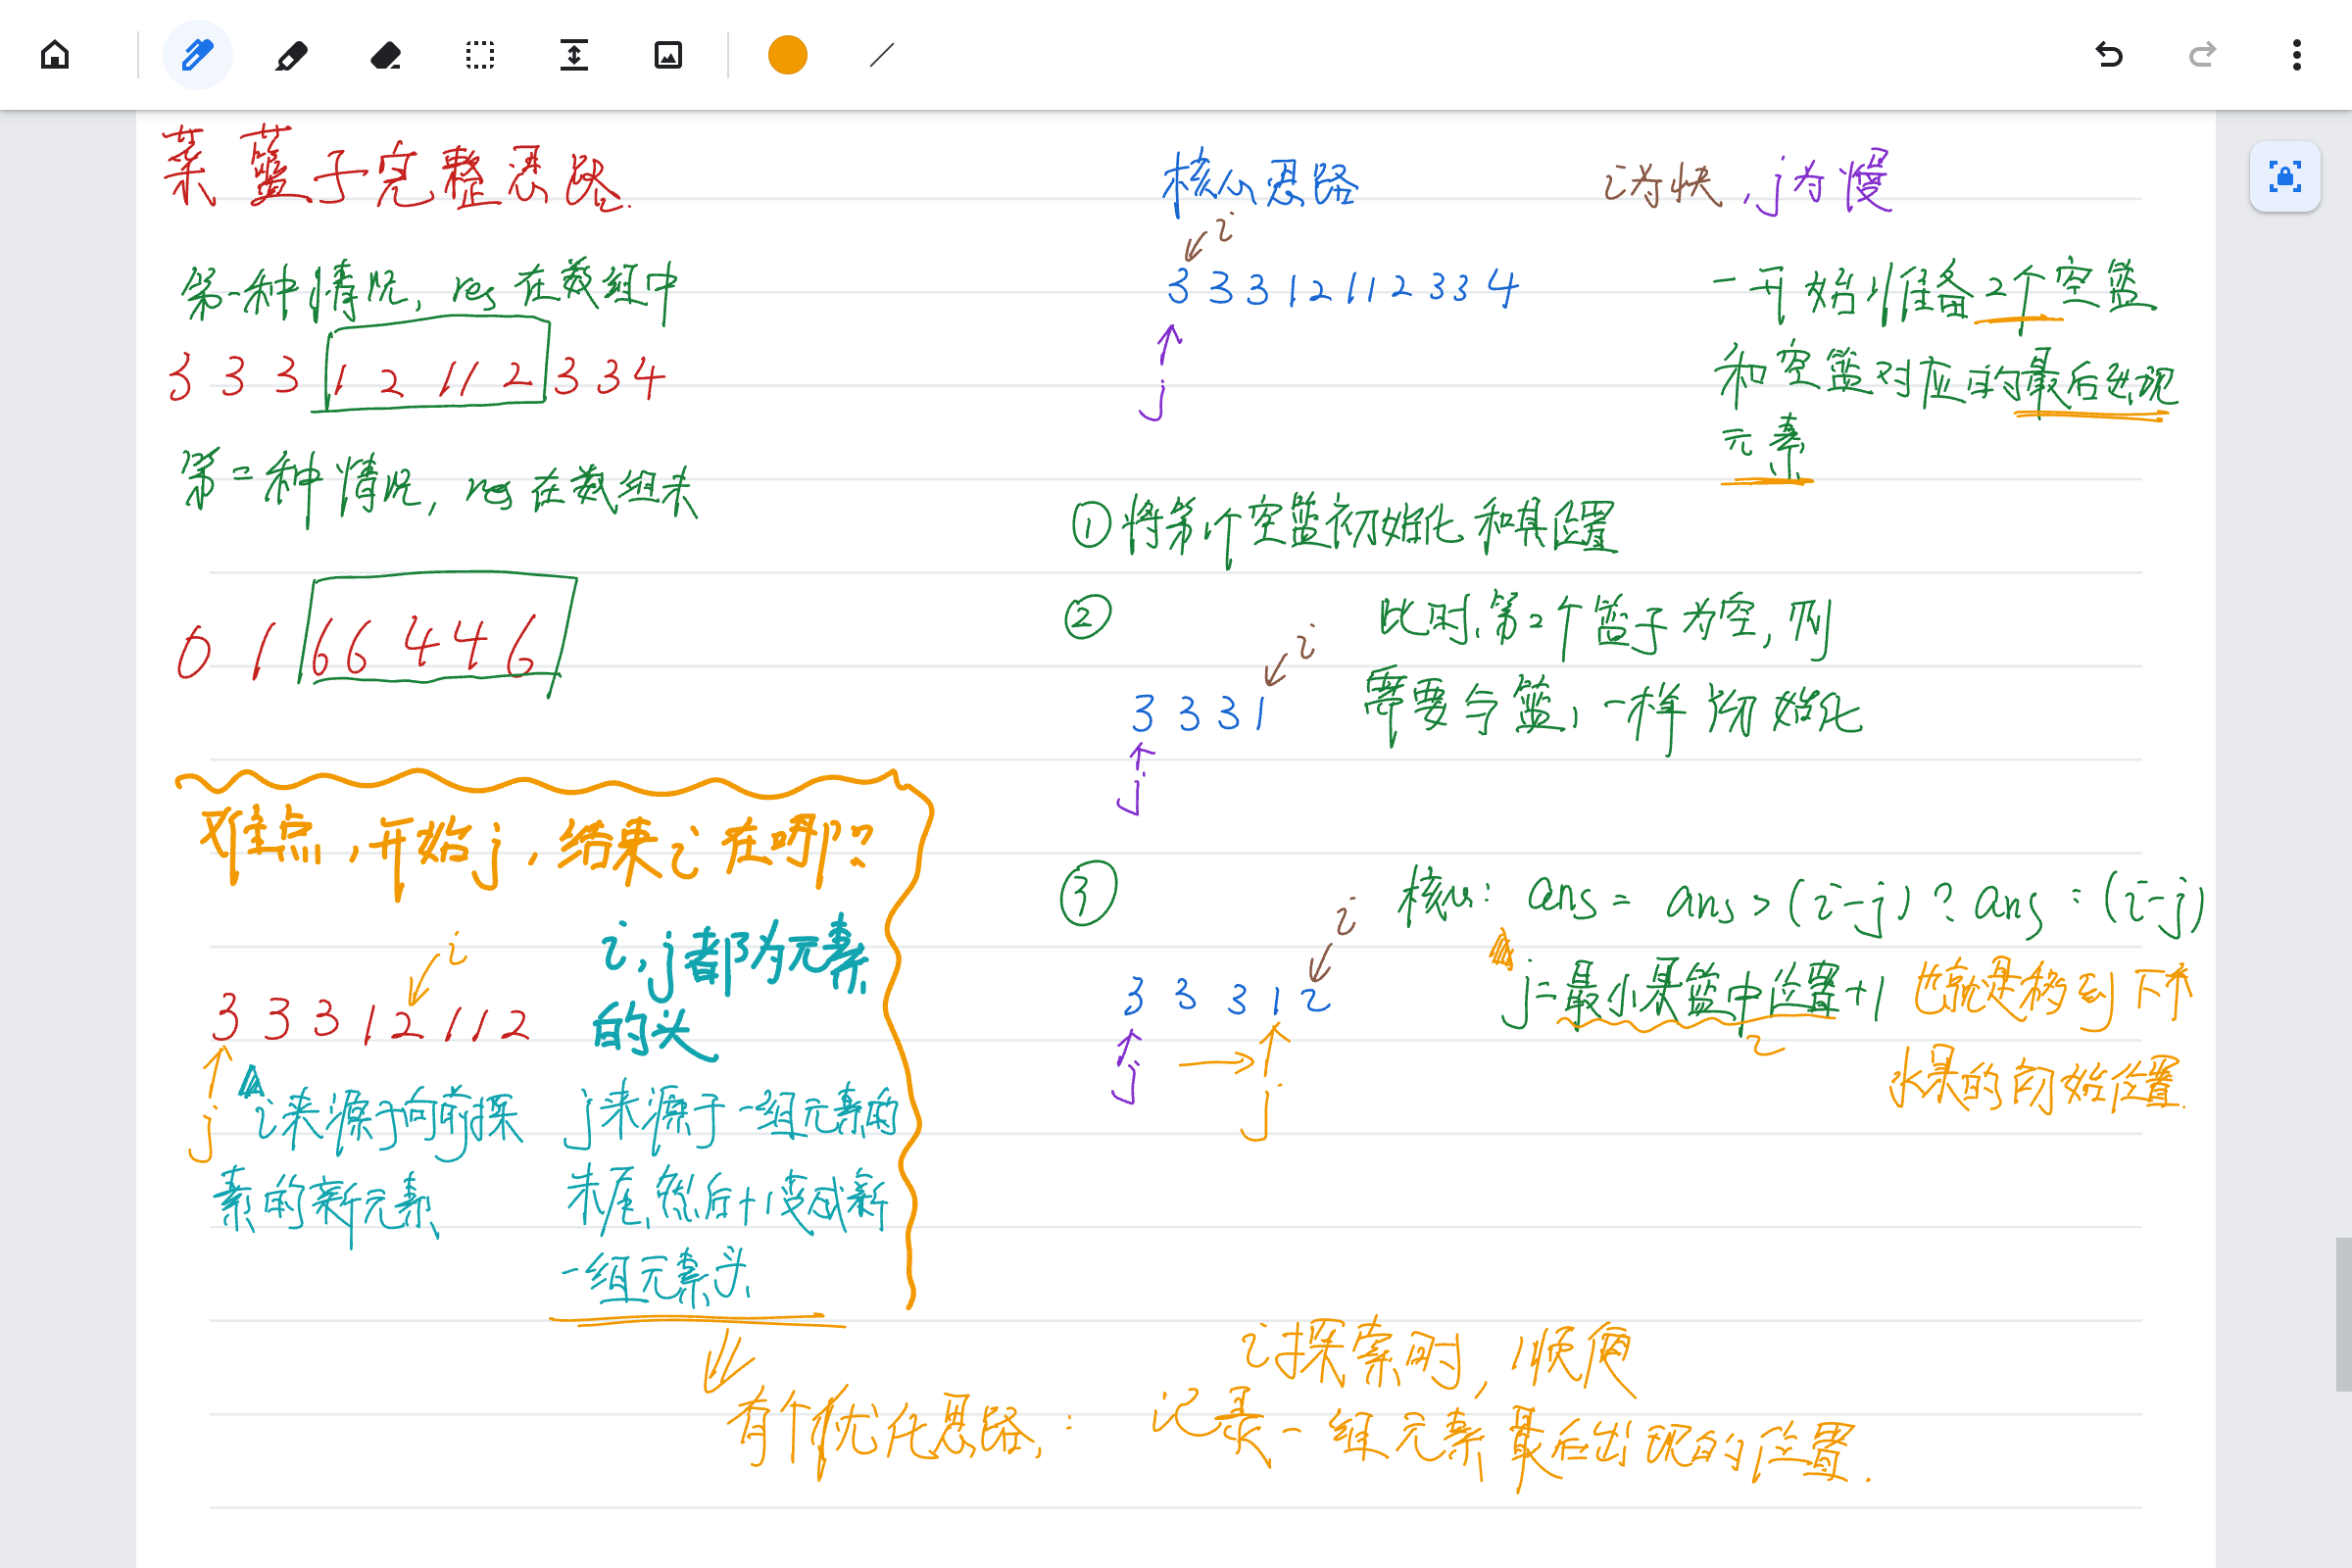 菜篮子完整思路.
第一种情况, res 在数组中
3 3 3 1 2 1 1 2 3 3 4
第二种情况, res 在数组末
0 1 6 6 4 4 6
难点, 开始j, 结果i在哪??
i
3 3 3 1 2 1 1 2
j
i, j都为元素
的头
i来源于向前探
素的新元素
j来源于一组元素的
末尾, 然后+1变成新
一组元素头
有个优化思路:
i探索时, 顺便
记录一组元素最后出现的位置.
核心思路
i为快, j为慢
i
3 3 3 1 2 1 1 2 3 3 4
j
一开始准备2个空篮
和空篮对应的最后出现
元素
① 将第1个空篮初始化和其位置
②
此时, 第2个篮子为空, 则
需要与篮1一样初始化
i
3 3 3 1
j
③
核心: ans = ans > (i-j) ? ans : (i-j)
j=最小果篮中位置+1 也就是移到下个
水果的初始位置.
i
3 3 3 1 2
j
j